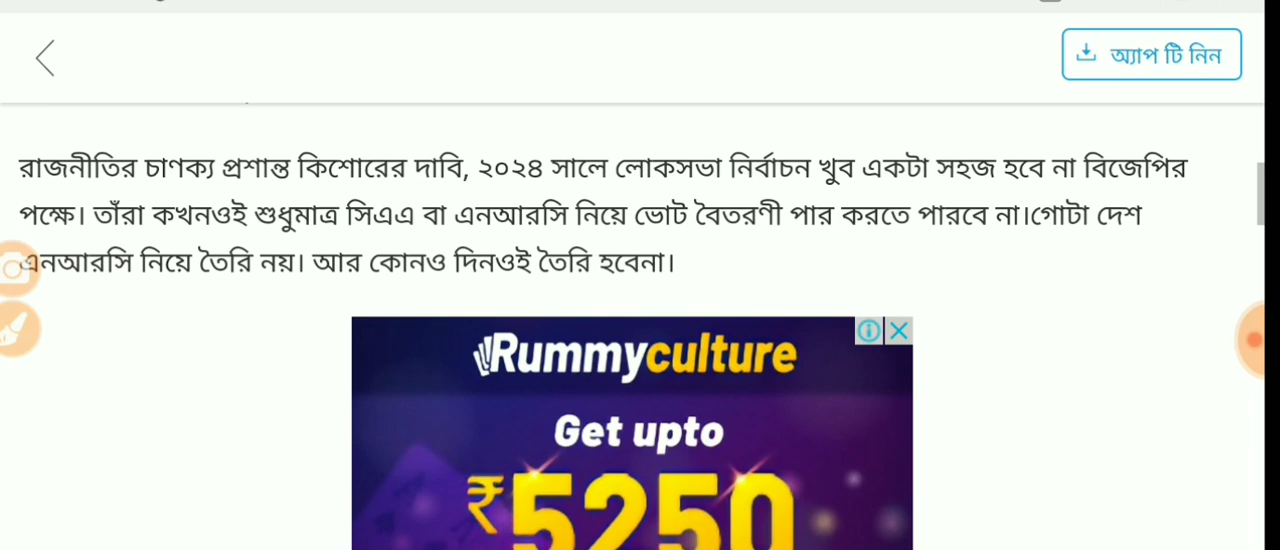 অ্যাপ টি নিন
রাজনীতির চাণক্য প্রশান্ত কিশোরের দাবি, ২০২৪ সালে লোকসভা নির্বাচন খুব একটা সহজ হবে না বিজেপির
পক্ষে। তাঁরা কখনওই শুধুমাত্র সিএএ বা এনআরসি নিয়ে ভোট বৈতরণী পার করতে পারবে না।গোটা দেশ
এনআরসি নিয়ে তৈরি নয়। আর কোনও দিনওই তৈরি হবেনা।
Rummyculture
Get upto
₹5250